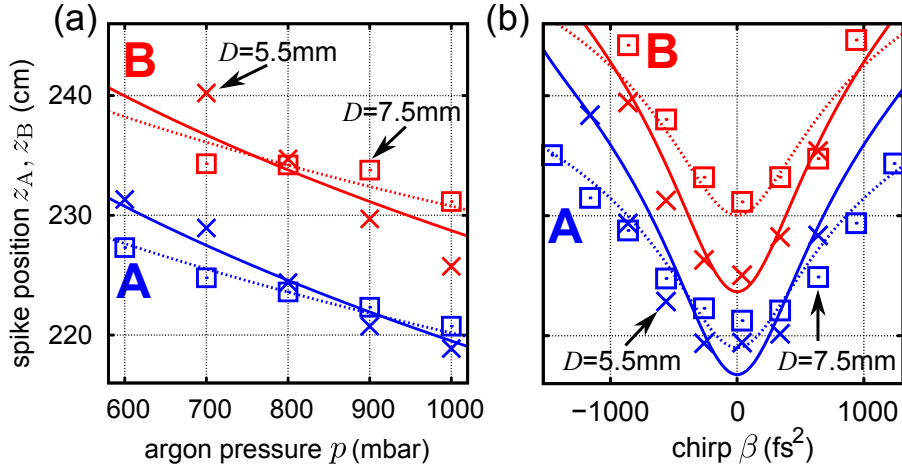 (a)
(b)
spike position z_A, z_B (cm)
240
230
220
B
A
D=5.5mm
D=7.5mm
600 700 800 900 1000
argon pressure p (mbar)
B
A
D=5.5mm
D=7.5mm
−1000 0 1000
chirp β (fs²)